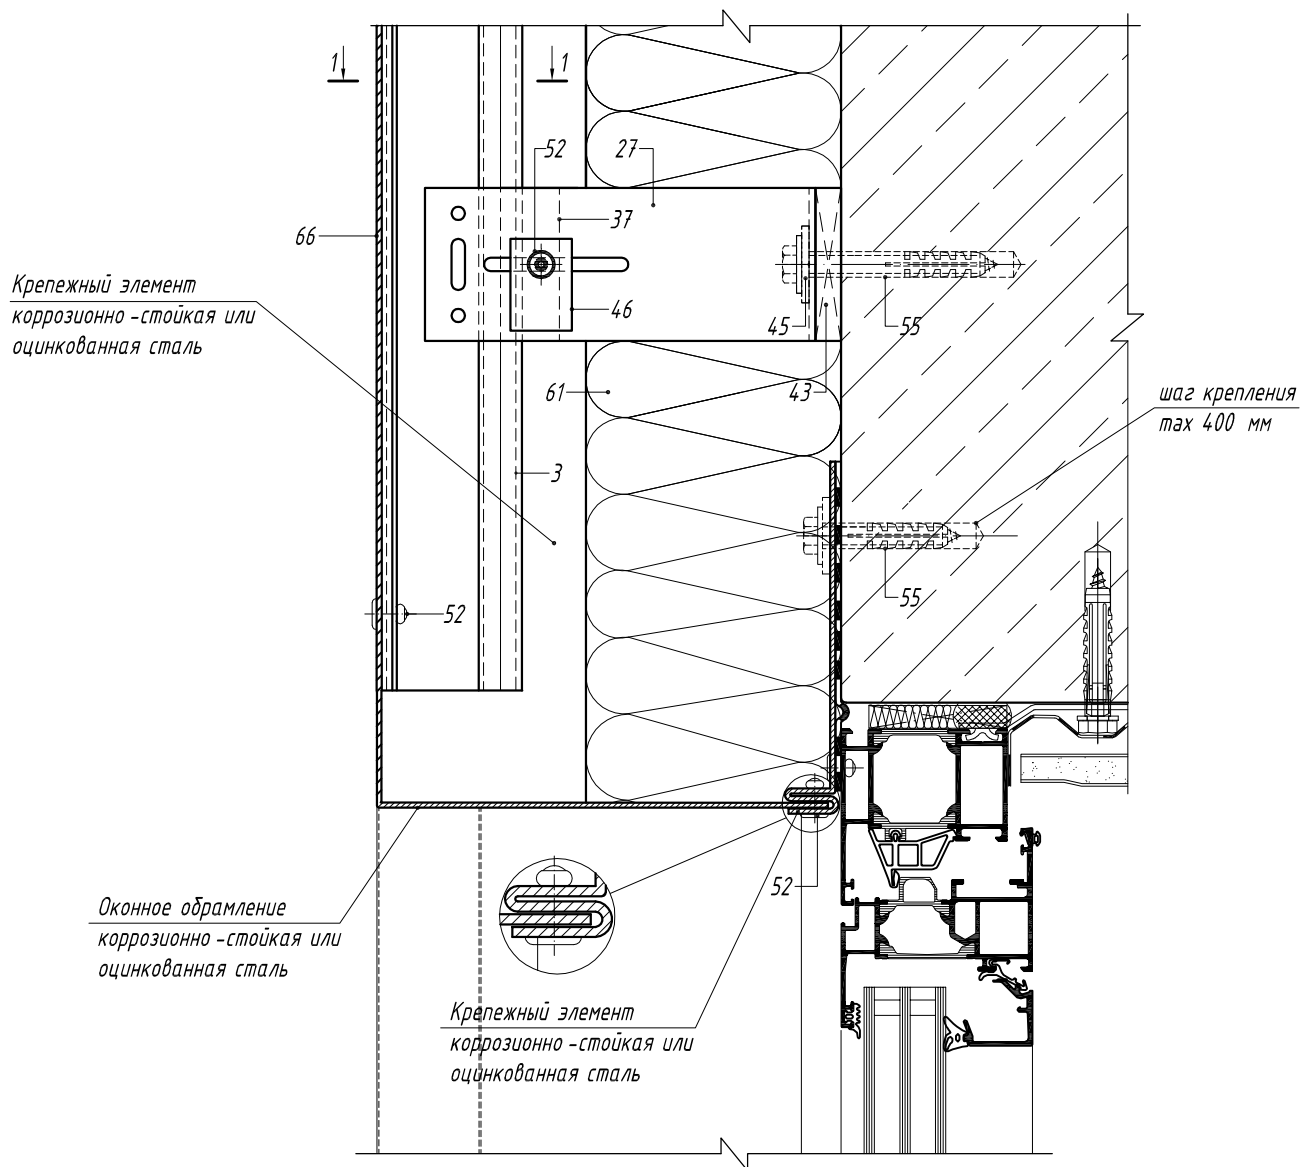 1
1
52
27
37
66
Крепежный элемент
коррозионно-стойкая или
оцинкованная сталь
46
45
55
61
43
шаг крепления
max 400 мм
3
55
52
52
Оконное обрамление
коррозионно-стойкая или
оцинкованная сталь
Крепежный элемент
коррозионно-стойкая или
оцинкованная сталь